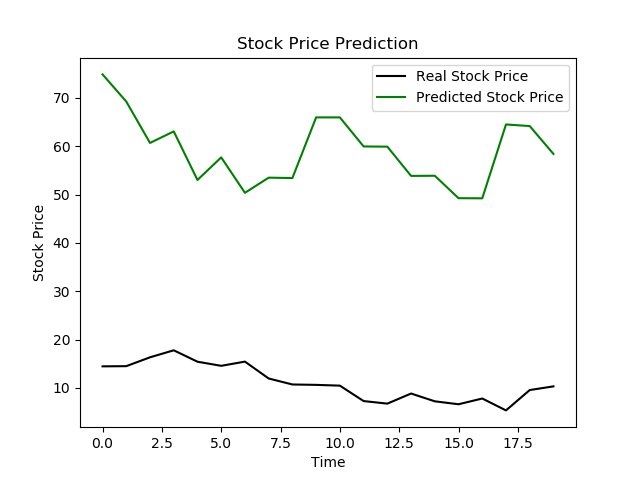 Stock Price Prediction
Real Stock Price
Predicted Stock Price
70
60
50
40
30
20
10
Stock Price
0.0 2.5 5.0 7.5 10.0 12.5 15.0 17.5
Time